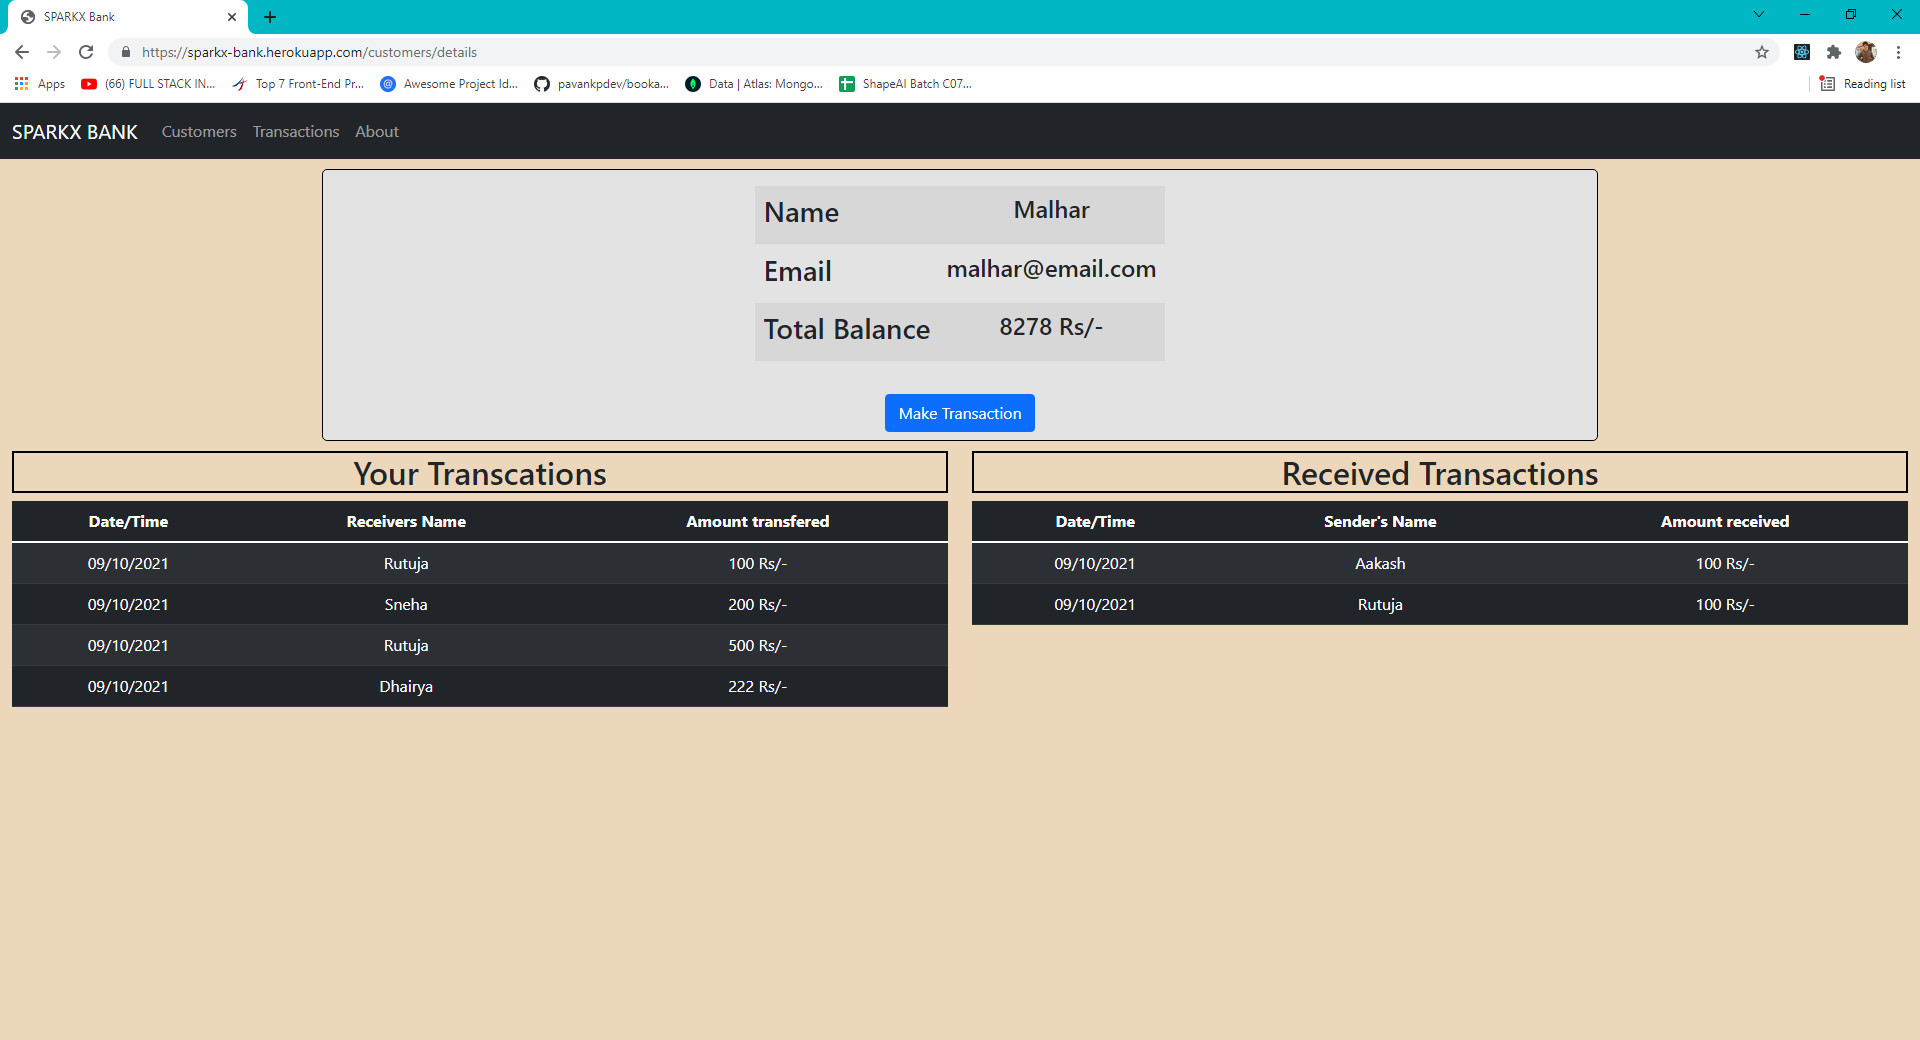 SPARKX Bank
https://sparkx-bank.herokuapp.com/customers/details
Apps (66) FULL STACK IN... Top 7 Front-End Pr... Awesome Project Id... pavankpdev/booka... Data | Atlas: Mongo... ShapeAI Batch C07... Reading list
SPARKX BANK Customers Transactions About
Name Malhar
Email malhar@email.com
Total Balance 8278 Rs/-
Make Transaction
Your Transcations
Date/Time Receivers Name Amount transfered
09/10/2021 Rutuja 100 Rs/-
09/10/2021 Sneha 200 Rs/-
09/10/2021 Rutuja 500 Rs/-
09/10/2021 Dhairya 222 Rs/-
Received Transactions
Date/Time Sender's Name Amount received
09/10/2021 Aakash 100 Rs/-
09/10/2021 Rutuja 100 Rs/-